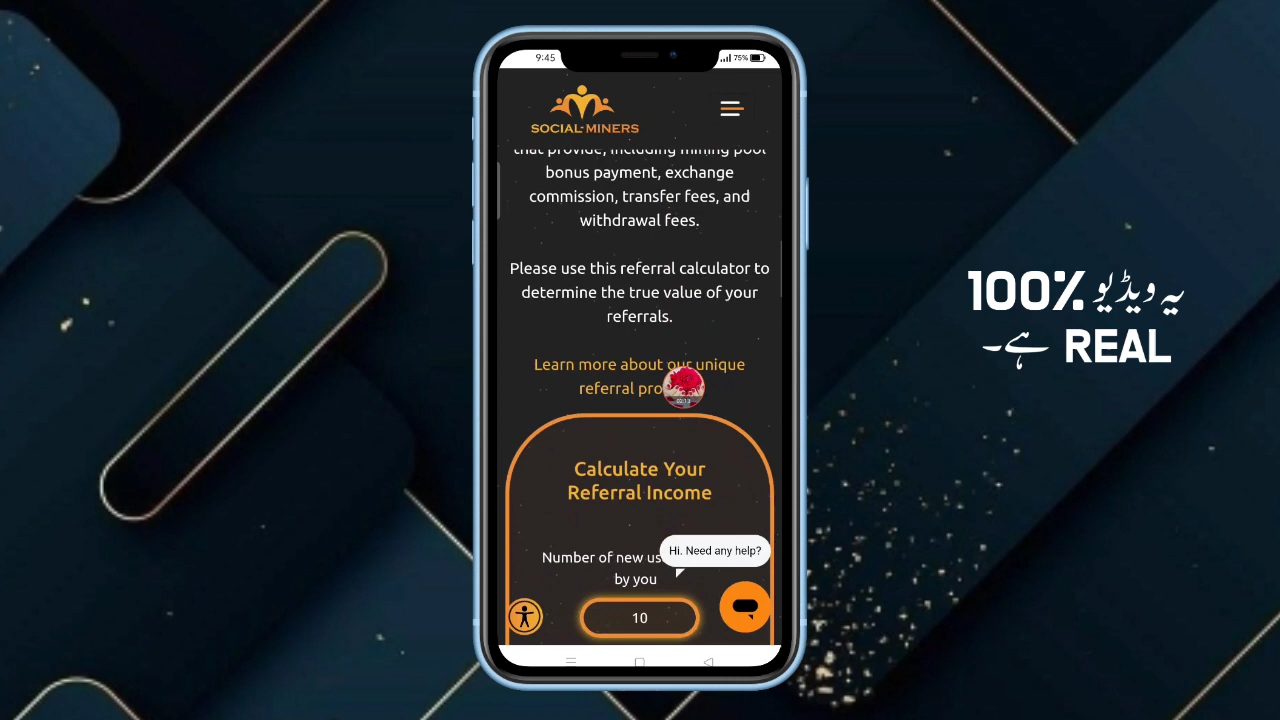 9:45
75%
SOCIAL-MINERS
that provide, including mining pool
bonus payment, exchange
commission, transfer fees, and
withdrawal fees.
Please use this referral calculator to
determine the true value of your
referrals.
Learn more about our unique
referral pro
Calculate Your
Referral Income
Number of new us
by you
Hi. Need any help?
10
یہ ویڈیو 100%
REAL ہے۔